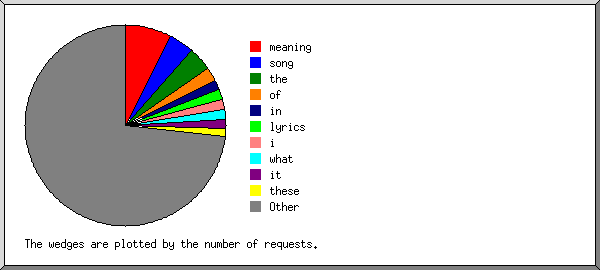 meaning
song
the
of
in
lyrics
i
what
it
these
Other
The wedges are plotted by the number of requests.